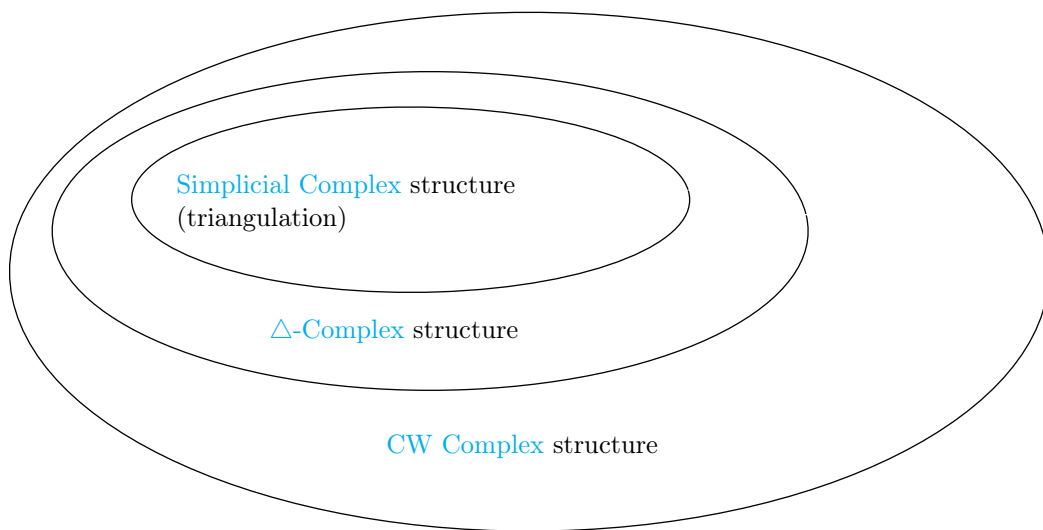 Simplicial Complex structure
(triangulation)
△-Complex structure
CW Complex structure